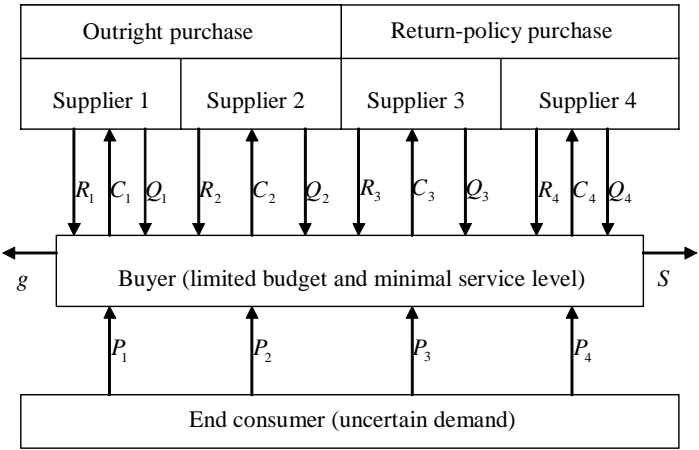 Outright purchase Return-policy purchase
Supplier 1 Supplier 2 Supplier 3 Supplier 4
R1 C1 Q1 R2 C2 Q2 R3 C3 Q3 R4 C4 Q4
g Buyer (limited budget and minimal service level) S
P1 P2 P3 P4
End consumer (uncertain demand)